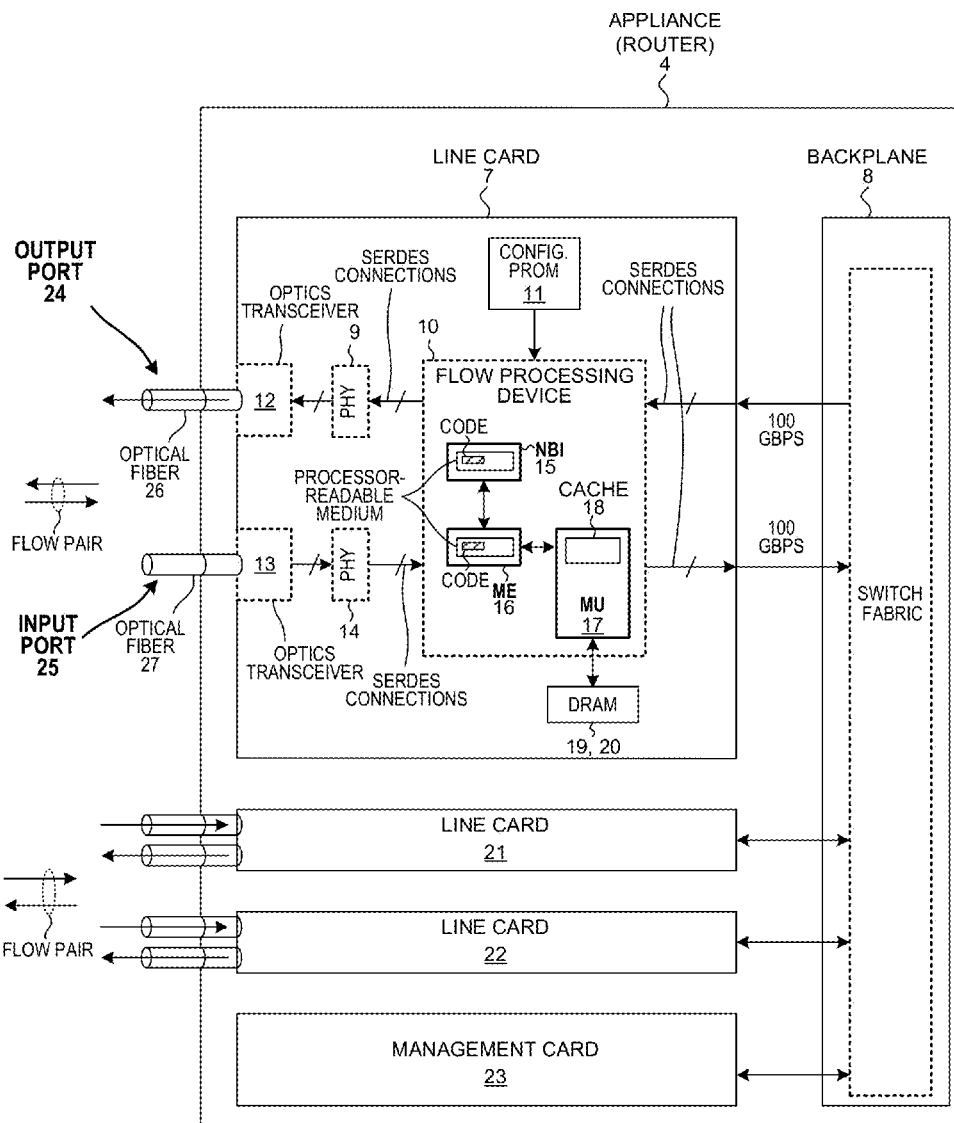 APPLIANCE
(ROUTER)
4
LINE CARD
7
BACKPLANE
8
OUTPUT
PORT
24
OPTICS
TRANSCEIVER
SERDES
CONNECTIONS
9
10
CONFIG.
PROM
11
SERDES
CONNECTIONS
FLOW PROCESSING
DEVICE
12
PHY
100
GBPS
OPTICAL
FIBER
26
CODE
NBI
15
PROCESSOR-
READABLE
MEDIUM
CACHE
18
FLOW PAIR
13
PHY
CODE
ME
16
MU
17
100
GBPS
SWITCH
FABRIC
INPUT
PORT
25
OPTICAL
FIBER
27
14
OPTICS
TRANSCEIVER
SERDES
CONNECTIONS
DRAM
19, 20
LINE CARD
21
FLOW PAIR
LINE CARD
22
MANAGEMENT CARD
23